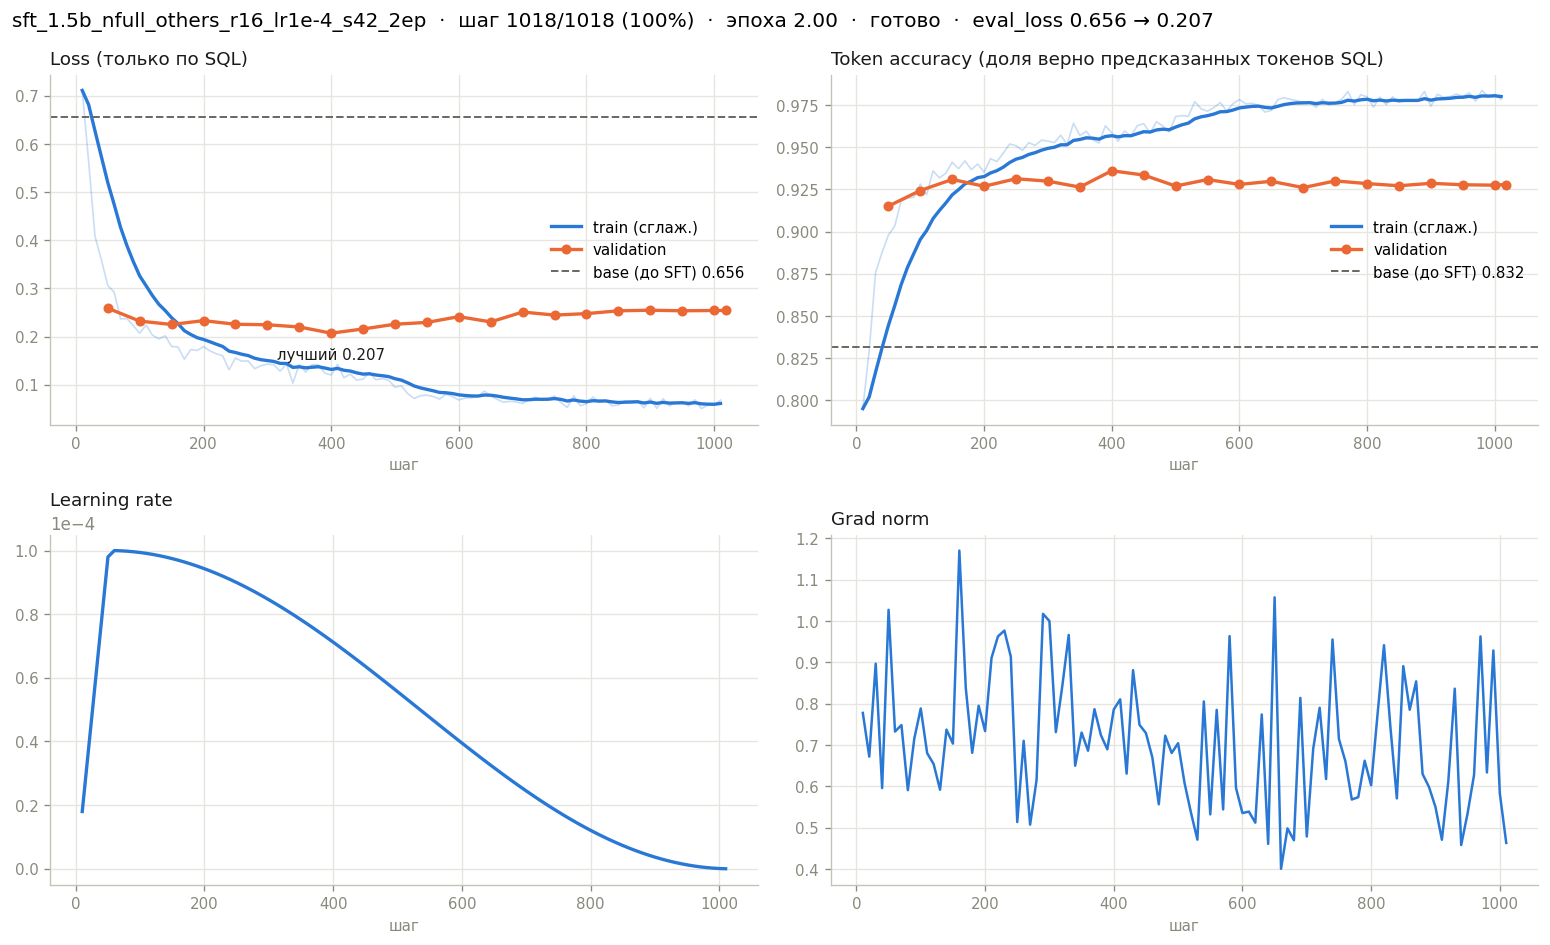 sft_1.5b_nfull_others_r16_lr1e-4_s42_2ep · шаг 1018/1018 (100%) · эпоха 2.00 · готово · eval_loss 0.656 → 0.207
Loss (только по SQL)
0.7
0.6
0.5
0.4
0.3
0.2
0.1
train (сглаж.)
validation
base (до SFT) 0.656
лучший 0.207
0 200 400 600 800 1000
шаг
Token accuracy (доля верно предсказанных токенов SQL)
0.975
0.950
0.925
0.900
0.875
0.850
0.825
0.800
train (сглаж.)
validation
base (до SFT) 0.832
0 200 400 600 800 1000
шаг
Learning rate
1e−4
1.0
0.8
0.6
0.4
0.2
0.0
0 200 400 600 800 1000
шаг
Grad norm
1.2
1.1
1.0
0.9
0.8
0.7
0.6
0.5
0.4
0 200 400 600 800 1000
шаг